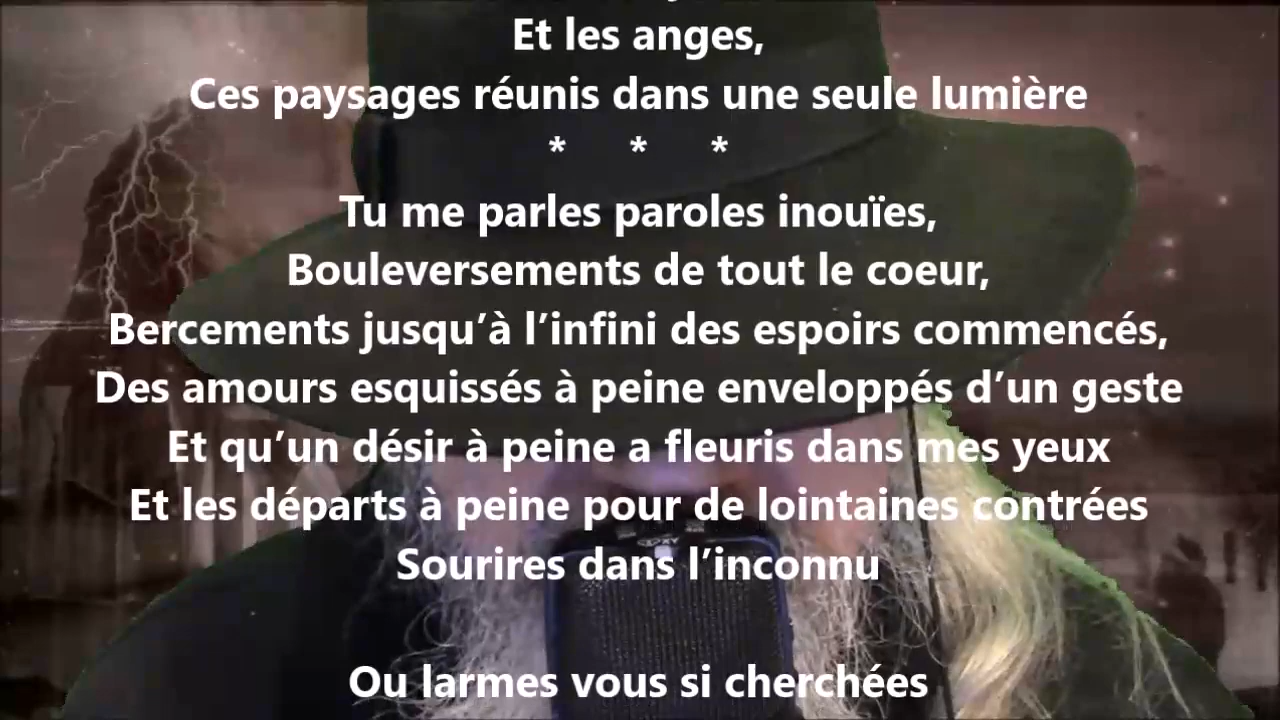 Et les anges,
Ces paysages réunis dans une seule lumière
* * *
Tu me parles paroles inouïes,
Bouleversements de tout le coeur,
Bercements jusqu’à l’infini des espoirs commencés,
Des amours esquissés à peine enveloppés d’un geste
Et qu’un désir à peine a fleuris dans mes yeux
Et les départs à peine pour de lointaines contrées
Sourires dans l’inconnu
Ou larmes vous si cherchées